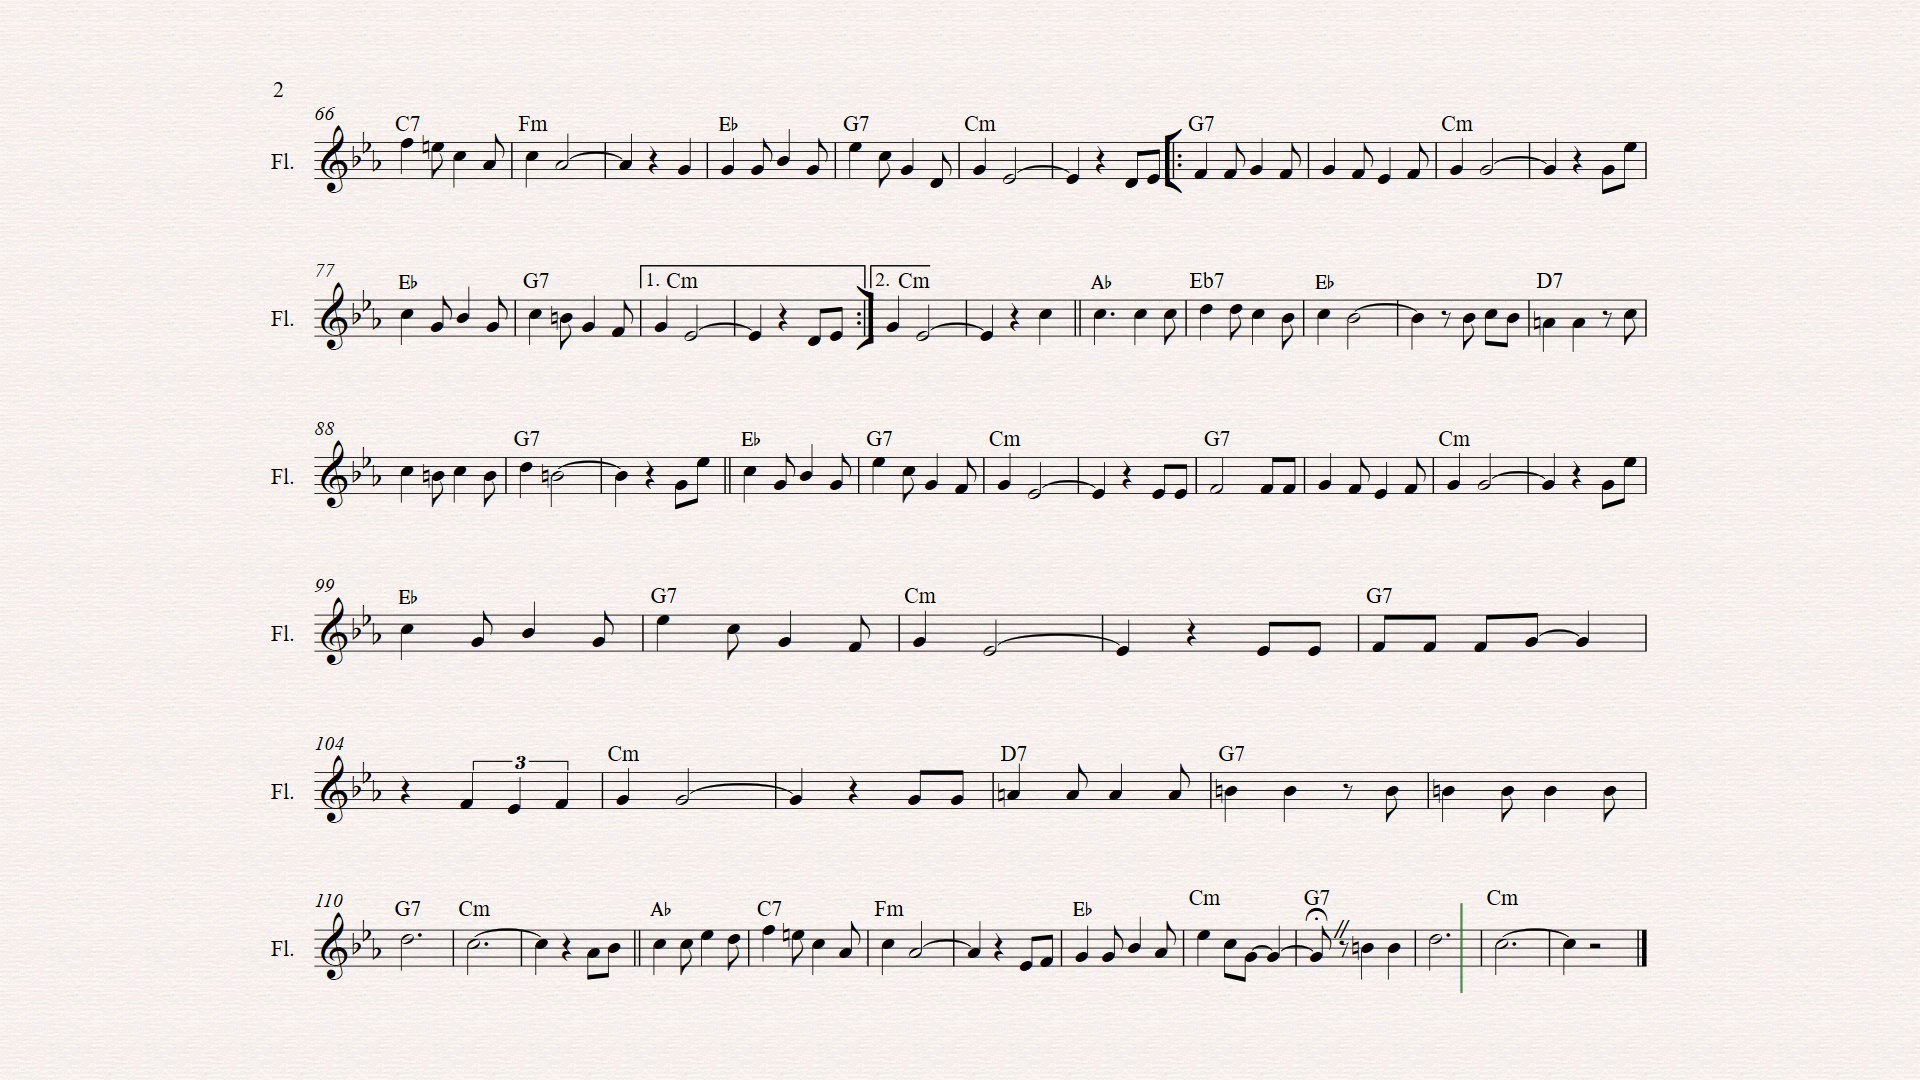 2
66
C7 Fm E♭ G7 Cm G7 Cm
Fl.
77
E♭ G7 1. Cm 2. Cm A♭ Eb7 E♭ D7
Fl.
88
G7 E♭ G7 Cm G7 Cm
Fl.
99
E♭ G7 Cm G7
Fl.
104
3
Cm D7 G7
Fl.
110
G7 Cm A♭ C7 Fm E♭ Cm G7 Cm
Fl.